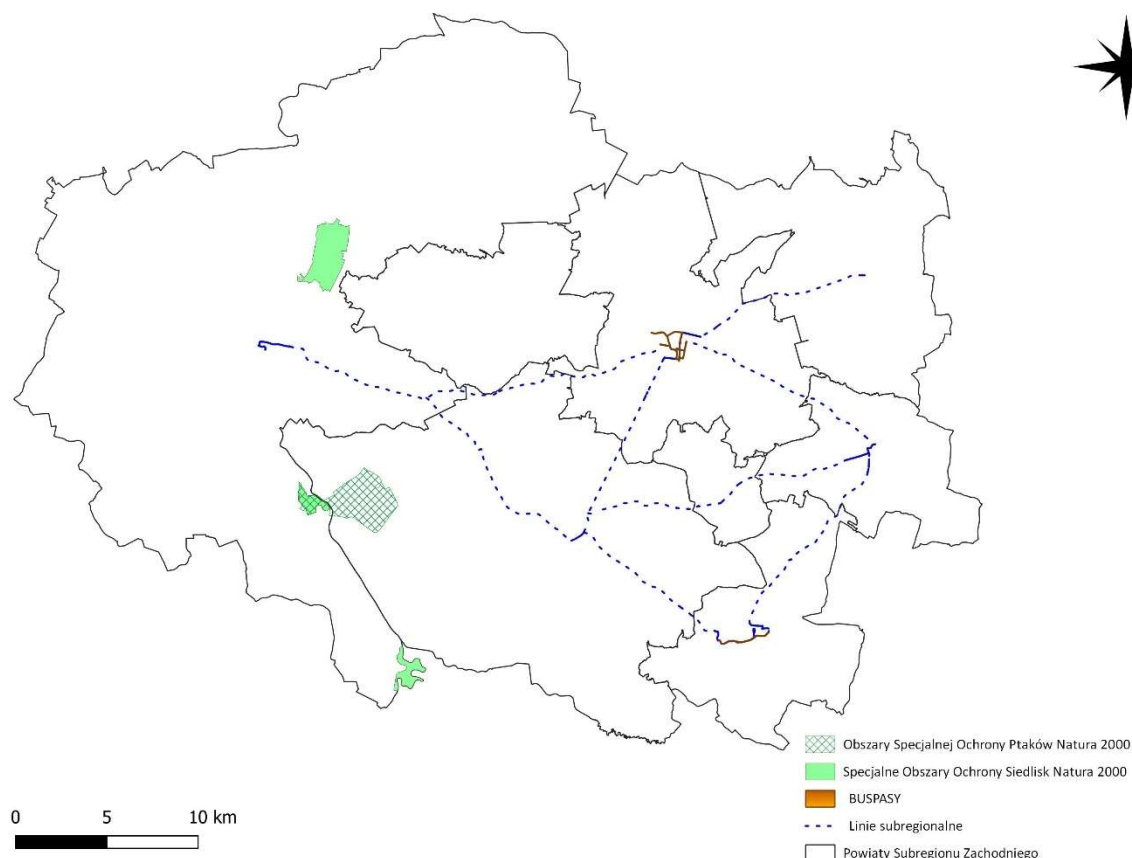 Obszary Specjalnej Ochrony Ptaków Natura 2000
Specjalne Obszary Ochrony Siedlisk Natura 2000
BUSPASY
Linie subregionalne
Powiaty Subregionu Zachodniego
0 5 10 km